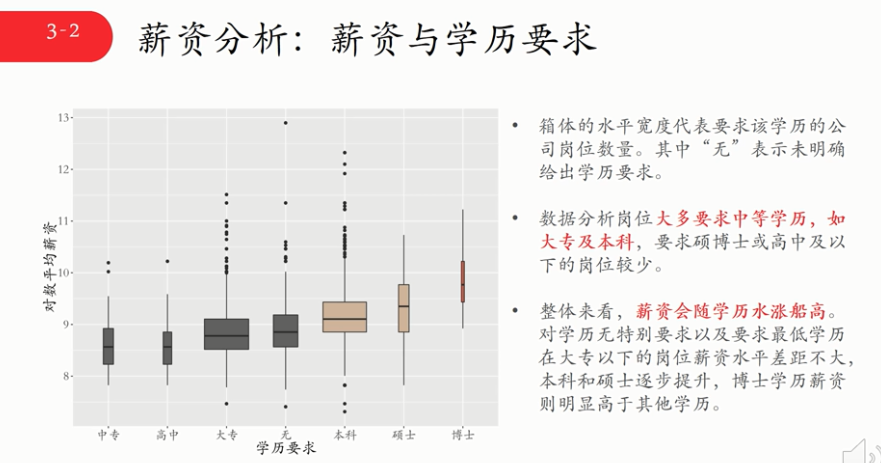 3-2
薪资分析：薪资与学历要求
13
12
11
10
9
8
对数平均薪资
中专 高中 大专 无 本科 硕士 博士
学历要求
• 箱体的水平宽度代表要求该学历的公
司岗位数量。其中“无”表示未明确
给出学历要求。
• 数据分析岗位大多要求中等学历，如
大专及本科，要求硕博士或高中及以
下的岗位较少。
• 整体来看，薪资会随学历水涨船高。
对学历无特别要求以及要求最低学历
在大专以下的岗位薪资水平差距不大，
本科和硕士逐步提升，博士学历薪资
则明显高于其他学历。